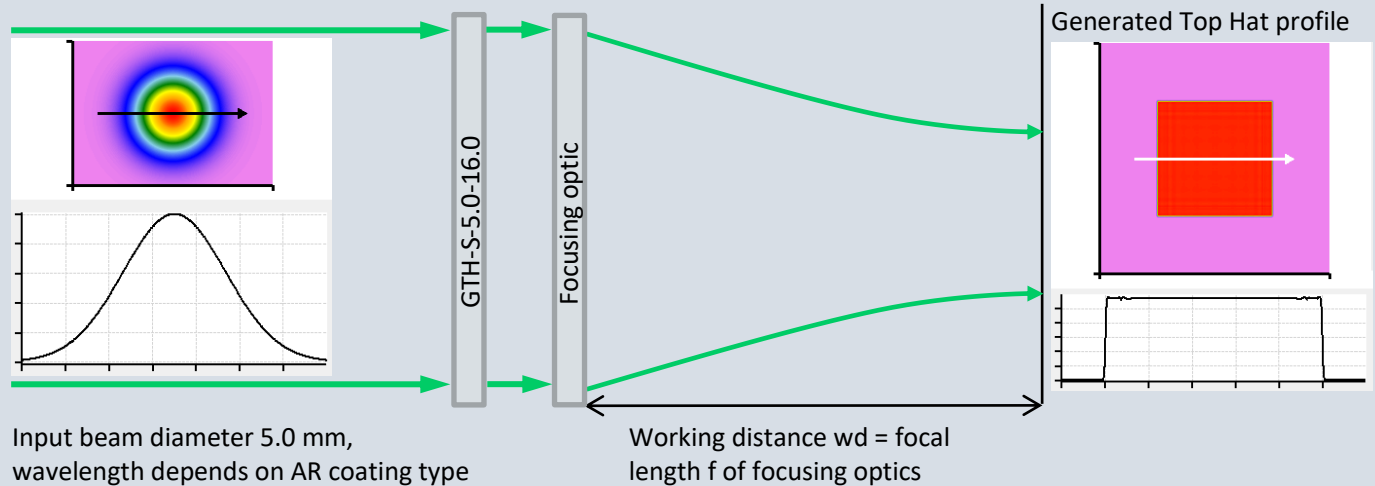 Generated Top Hat profile
GTH-S-5.0-16.0
Focusing optic
Input beam diameter 5.0 mm,
wavelength depends on AR coating type
Working distance wd = focal
length f of focusing optics